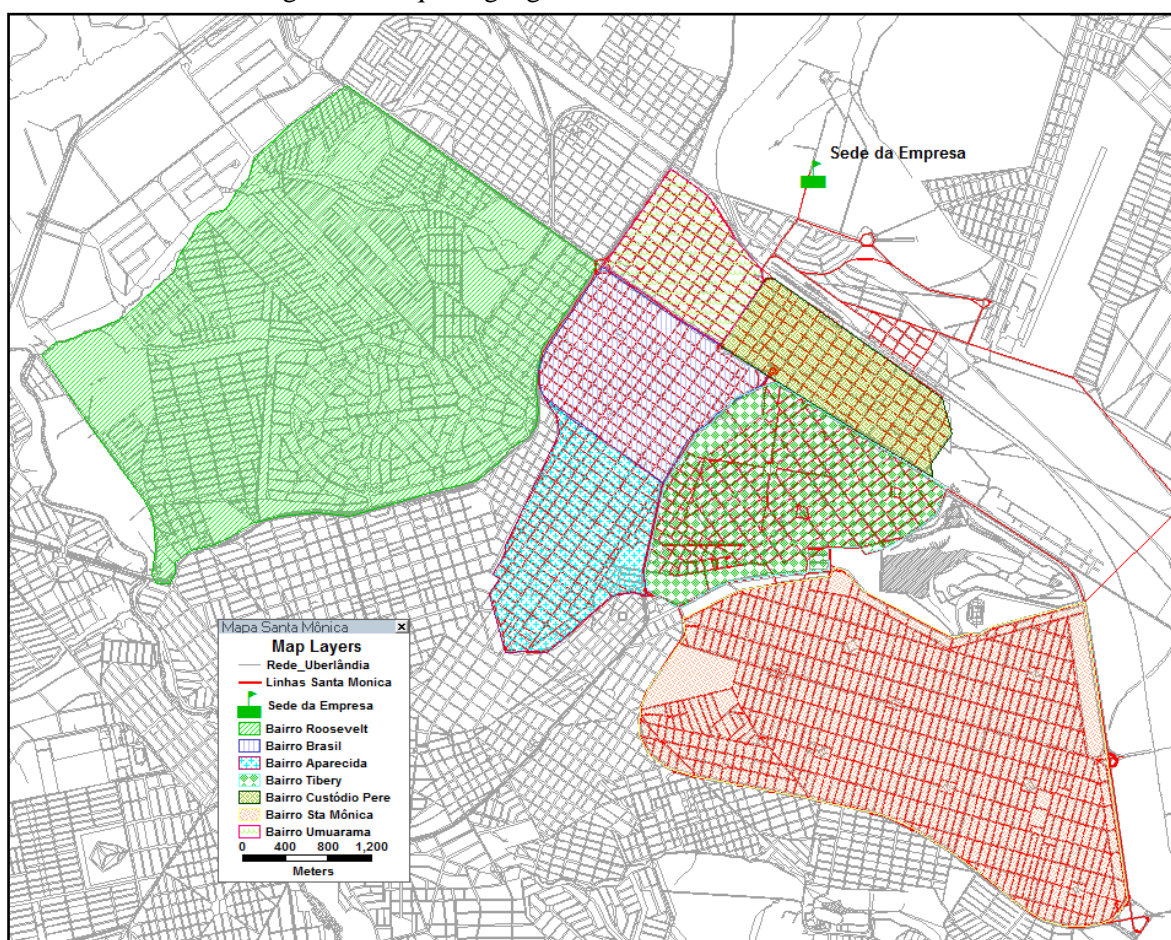 Sede da Empresa
Mapa Santa Mônica
Map Layers
Rede_Uberlândia
Linhas Santa Monica
Sede da Empresa
Bairro Roosevelt
Bairro Brasil
Bairro Aparecida
Bairro Tibery
Bairro Custódio Pere
Bairro Sta Mônica
Bairro Umuarama
0 400 800 1,200
Meters